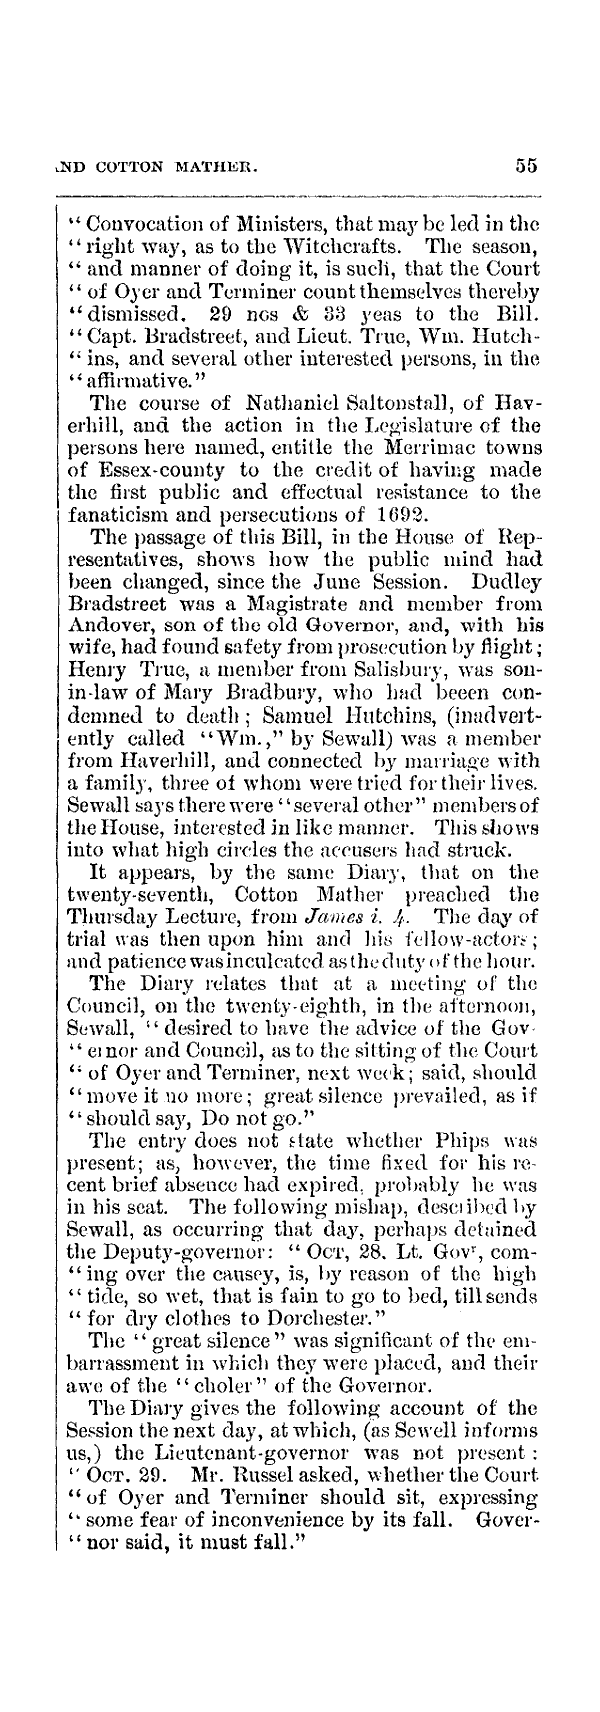 ND COTTON MATHER. 55
“ Convocation of Ministers, that may be led in the
“ right way, as to the Witchcrafts. The season,
“ and manner of doing it, is such, that the Court
“ of Oyer and Terminer count themselves thereby
“ dismissed. 29 nos & 33 yeas to the Bill.
“ Capt. Bradstreet, and Lieut. True, Wm. Hutch-
“ ins, and several other interested persons, in the
“ affirmative.”
The course of Nathaniel Saltonstall, of Hav-
erhill, and the action in the Legislature of the
persons here named, entitle the Merrimac towns
of Essex-county to the credit of having made
the first public and effectual resistance to the
fanaticism and persecutions of 1692.
The passage of this Bill, in the House of Rep-
resentatives, shows how the public mind had
been changed, since the June Session. Dudley
Bradstreet was a Magistrate and member from
Andover, son of the old Governor, and, with his
wife, had found safety from prosecution by flight;
Henry True, a member from Salisbury, was son-
in-law of Mary Bradbury, who had beeen con-
demned to death; Samuel Hutchins, (inadvert-
ently called “Wm.,” by Sewall) was a member
from Haverhill, and connected by marriage with
a family, three of whom were tried for their lives.
Sewall says there were “several other” members of
the House, interested in like manner. This shows
into what high circles the accusers had struck.
It appears, by the same Diary, that on the
twenty-seventh, Cotton Mather preached the
Thursday Lecture, from James i. 4. The day of
trial was then upon him and his fellow-actors;
and patience was inculcated as the duty of the hour.
The Diary relates that at a meeting of the
Council, on the twenty-eighth, in the afternoon,
Sewall, “ desired to have the advice of the Gov-
“ ernor and Council, as to the sitting of the Court
“ of Oyer and Terminer, next week; said, should
“ move it no more; great silence prevailed, as if
“ should say, Do not go.”
The entry does not state whether Phips was
present; as, however, the time fixed for his re-
cent brief absence had expired, probably he was
in his seat. The following mishap, described by
Sewall, as occurring that day, perhaps detained
the Deputy-governor: “ OCT, 28. Lt. Govr, com-
“ ing over the causey, is, by reason of the high
“ tide, so wet, that is fain to go to bed, till sends
“ for dry clothes to Dorchester.”
The “ great silence” was significant of the em-
barrassment in which they were placed, and their
awe of the “choler” of the Governor.
The Diary gives the following account of the
Session the next day, at which, (as Sewell informs
us,) the Lieutenant-governor was not present:
“ OCT. 29. Mr. Russel asked, whether the Court
“ of Oyer and Terminer should sit, expressing
“ some fear of inconvenience by its fall. Gover-
“ nor said, it must fall.”